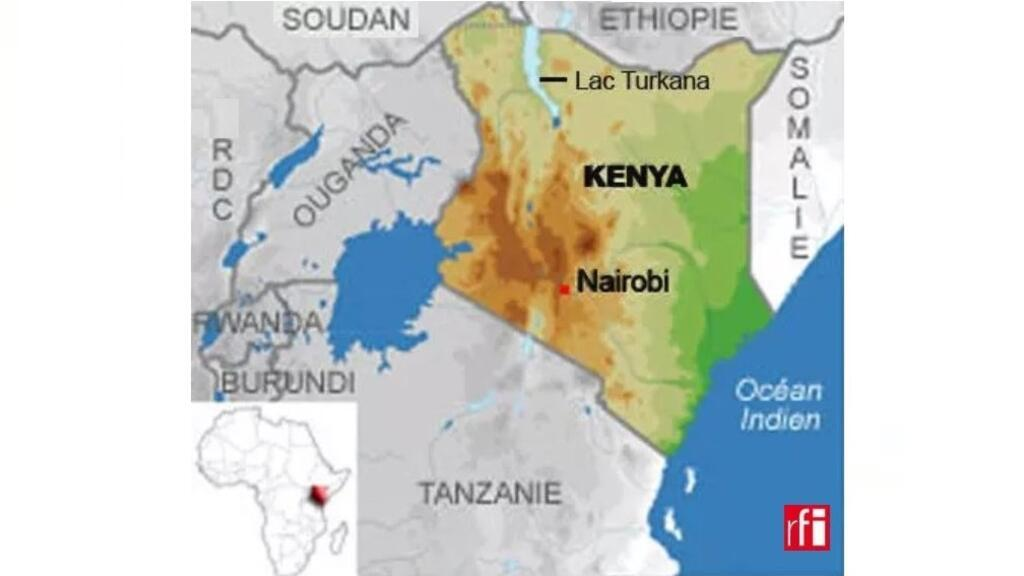 SOUDAN
ETHIOPIE
Lac Turkana
SOMALIE
OUGANDA
RDC
KENYA
Nairobi
RWANDA
BURUNDI
Océan
Indien
TANZANIE
rfi